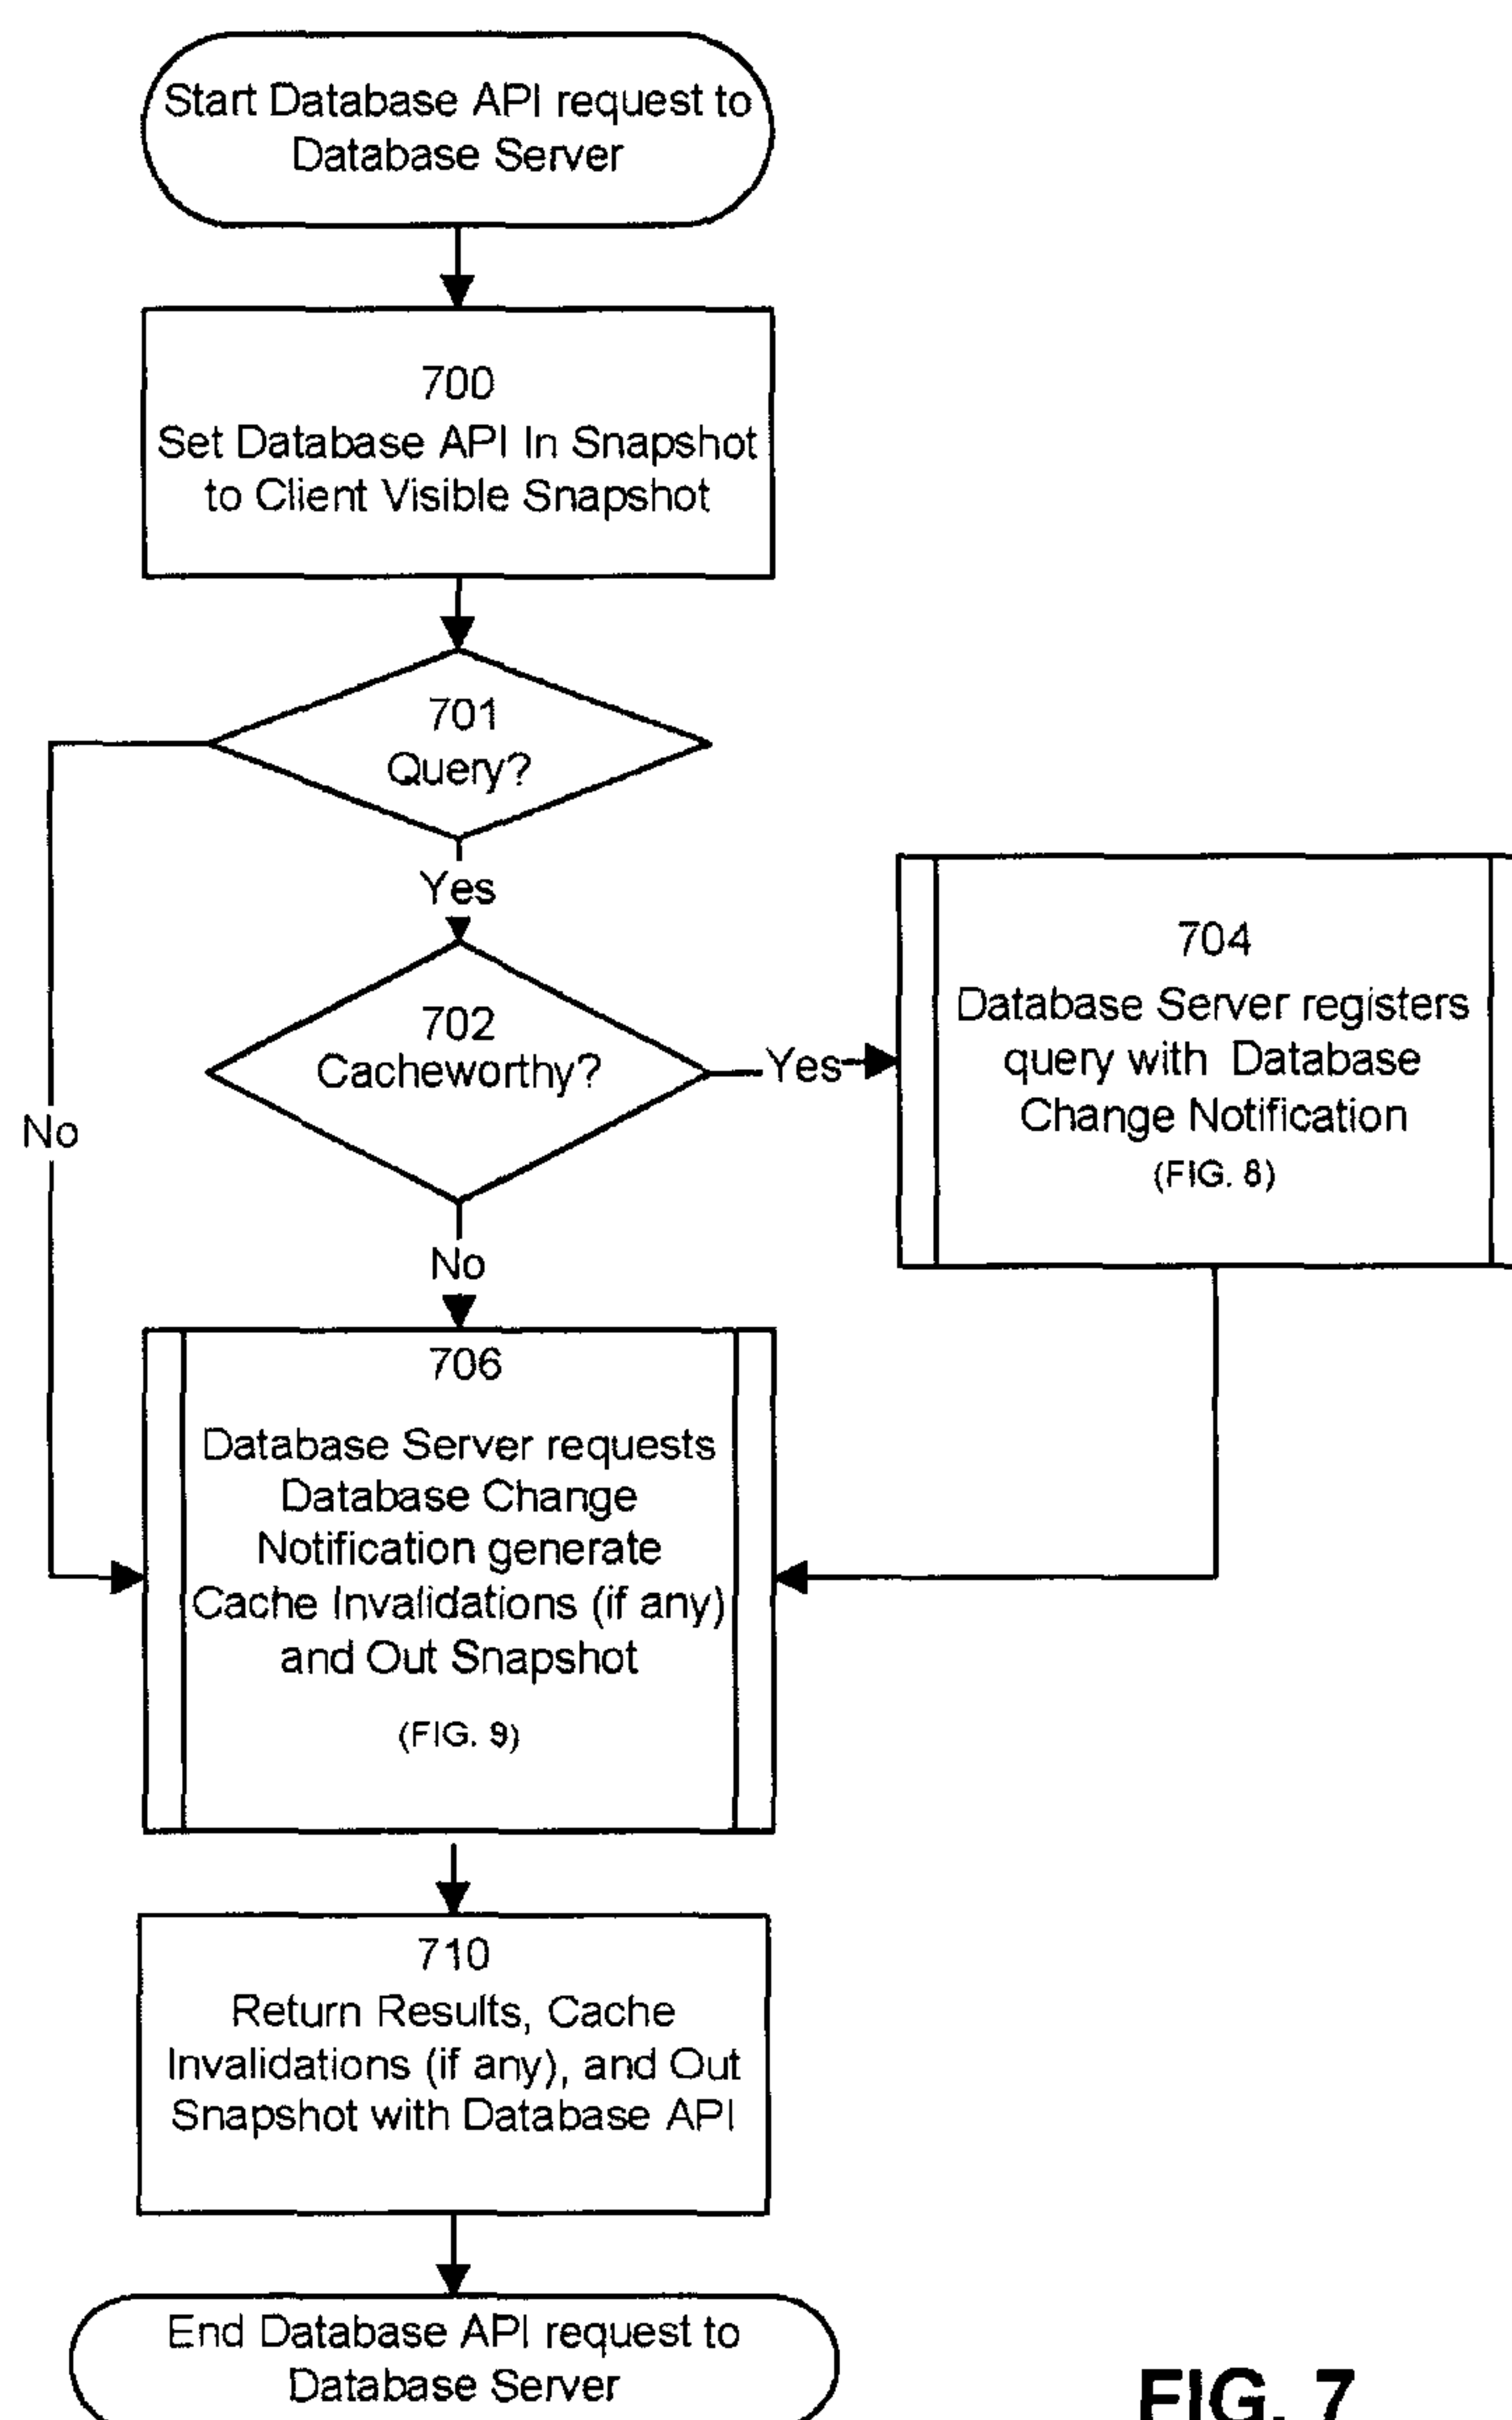 Start Database API request to
Database Server
700
Set Database API In Snapshot
to Client Visible Snapshot
701
Query?
Yes
702
Cacheworthy?
Yes
704
Database Server registers
query with Database
Change Notification
(FIG. 8)
No
No
706
Database Server requests
Database Change
Notification generate
Cache Invalidations (if any)
and Out Snapshot
(FIG. 9)
710
Return Results, Cache
Invalidations (if any), and Out
Snapshot with Database API
End Database API request to
Database Server
FIG. 7